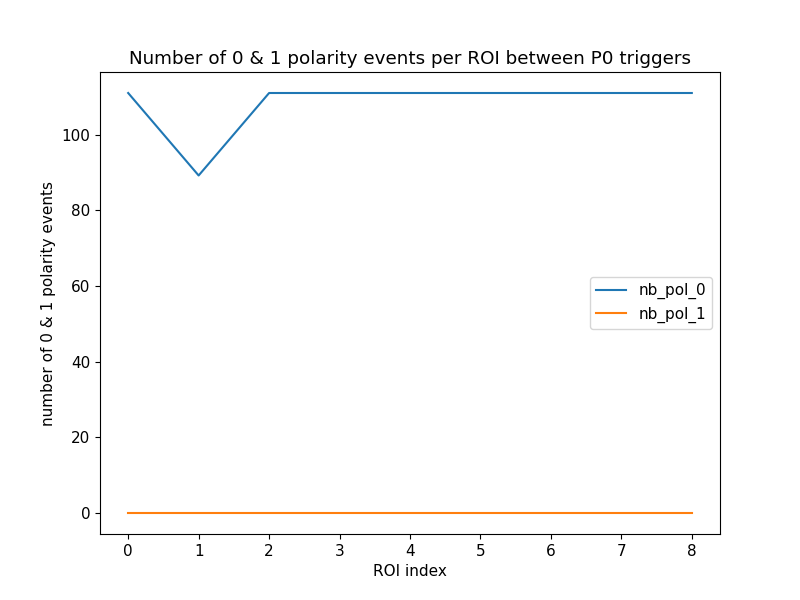 Number of 0 & 1 polarity events per ROI between P0 triggers
number of 0 & 1 polarity events
100
80
60
40
20
0
nb_pol_0
nb_pol_1
0 1 2 3 4 5 6 7 8
ROI index